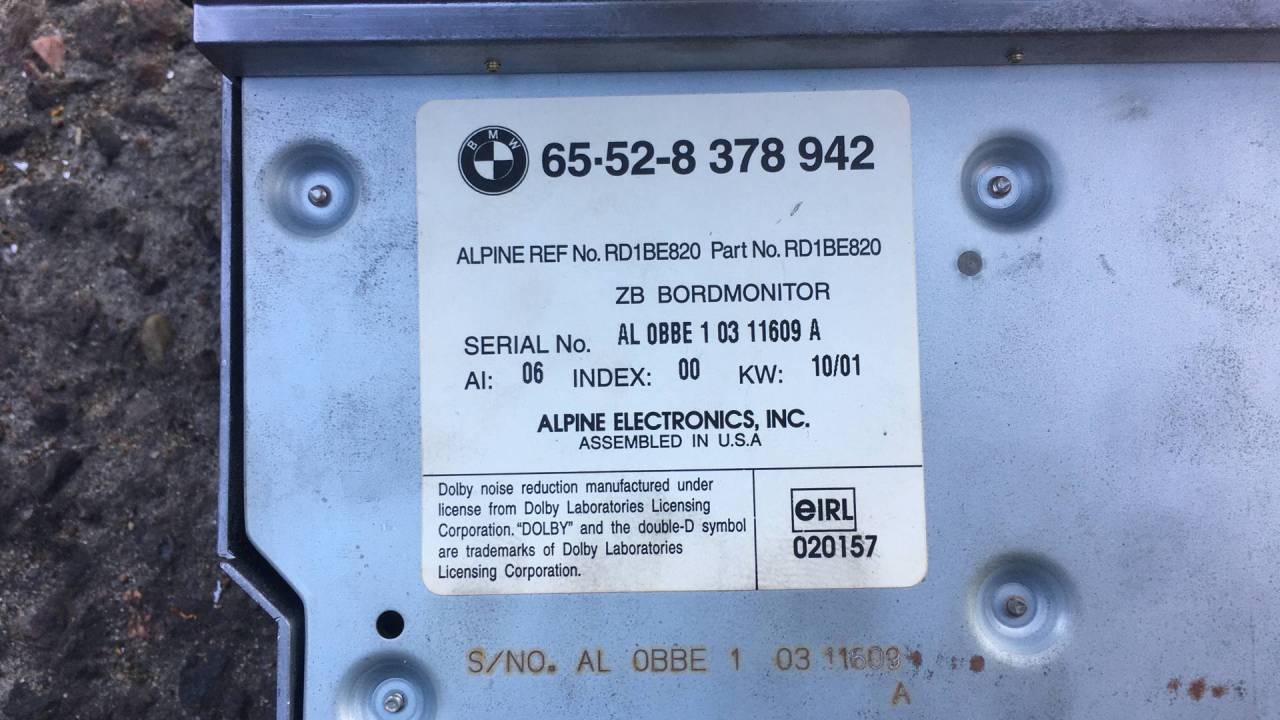 BMW 65·52-8 378 942
ALPINE REF No. RD1BE820 Part No. RD1BE820
ZB BORDMONITOR
SERIAL No. AL 0BBE 1 03 11609 A
AI: 06 INDEX: 00 KW: 10/01
ALPINE ELECTRONICS, INC.
ASSEMBLED IN U.S.A
Dolby noise reduction manufactured under
license from Dolby Laboratories Licensing
Corporation. "DOLBY" and the double-D symbol
are trademarks of Dolby Laboratories
Licensing Corporation.
eIRL
020157
S/NO. AL 0BBE 1 03 11609
A